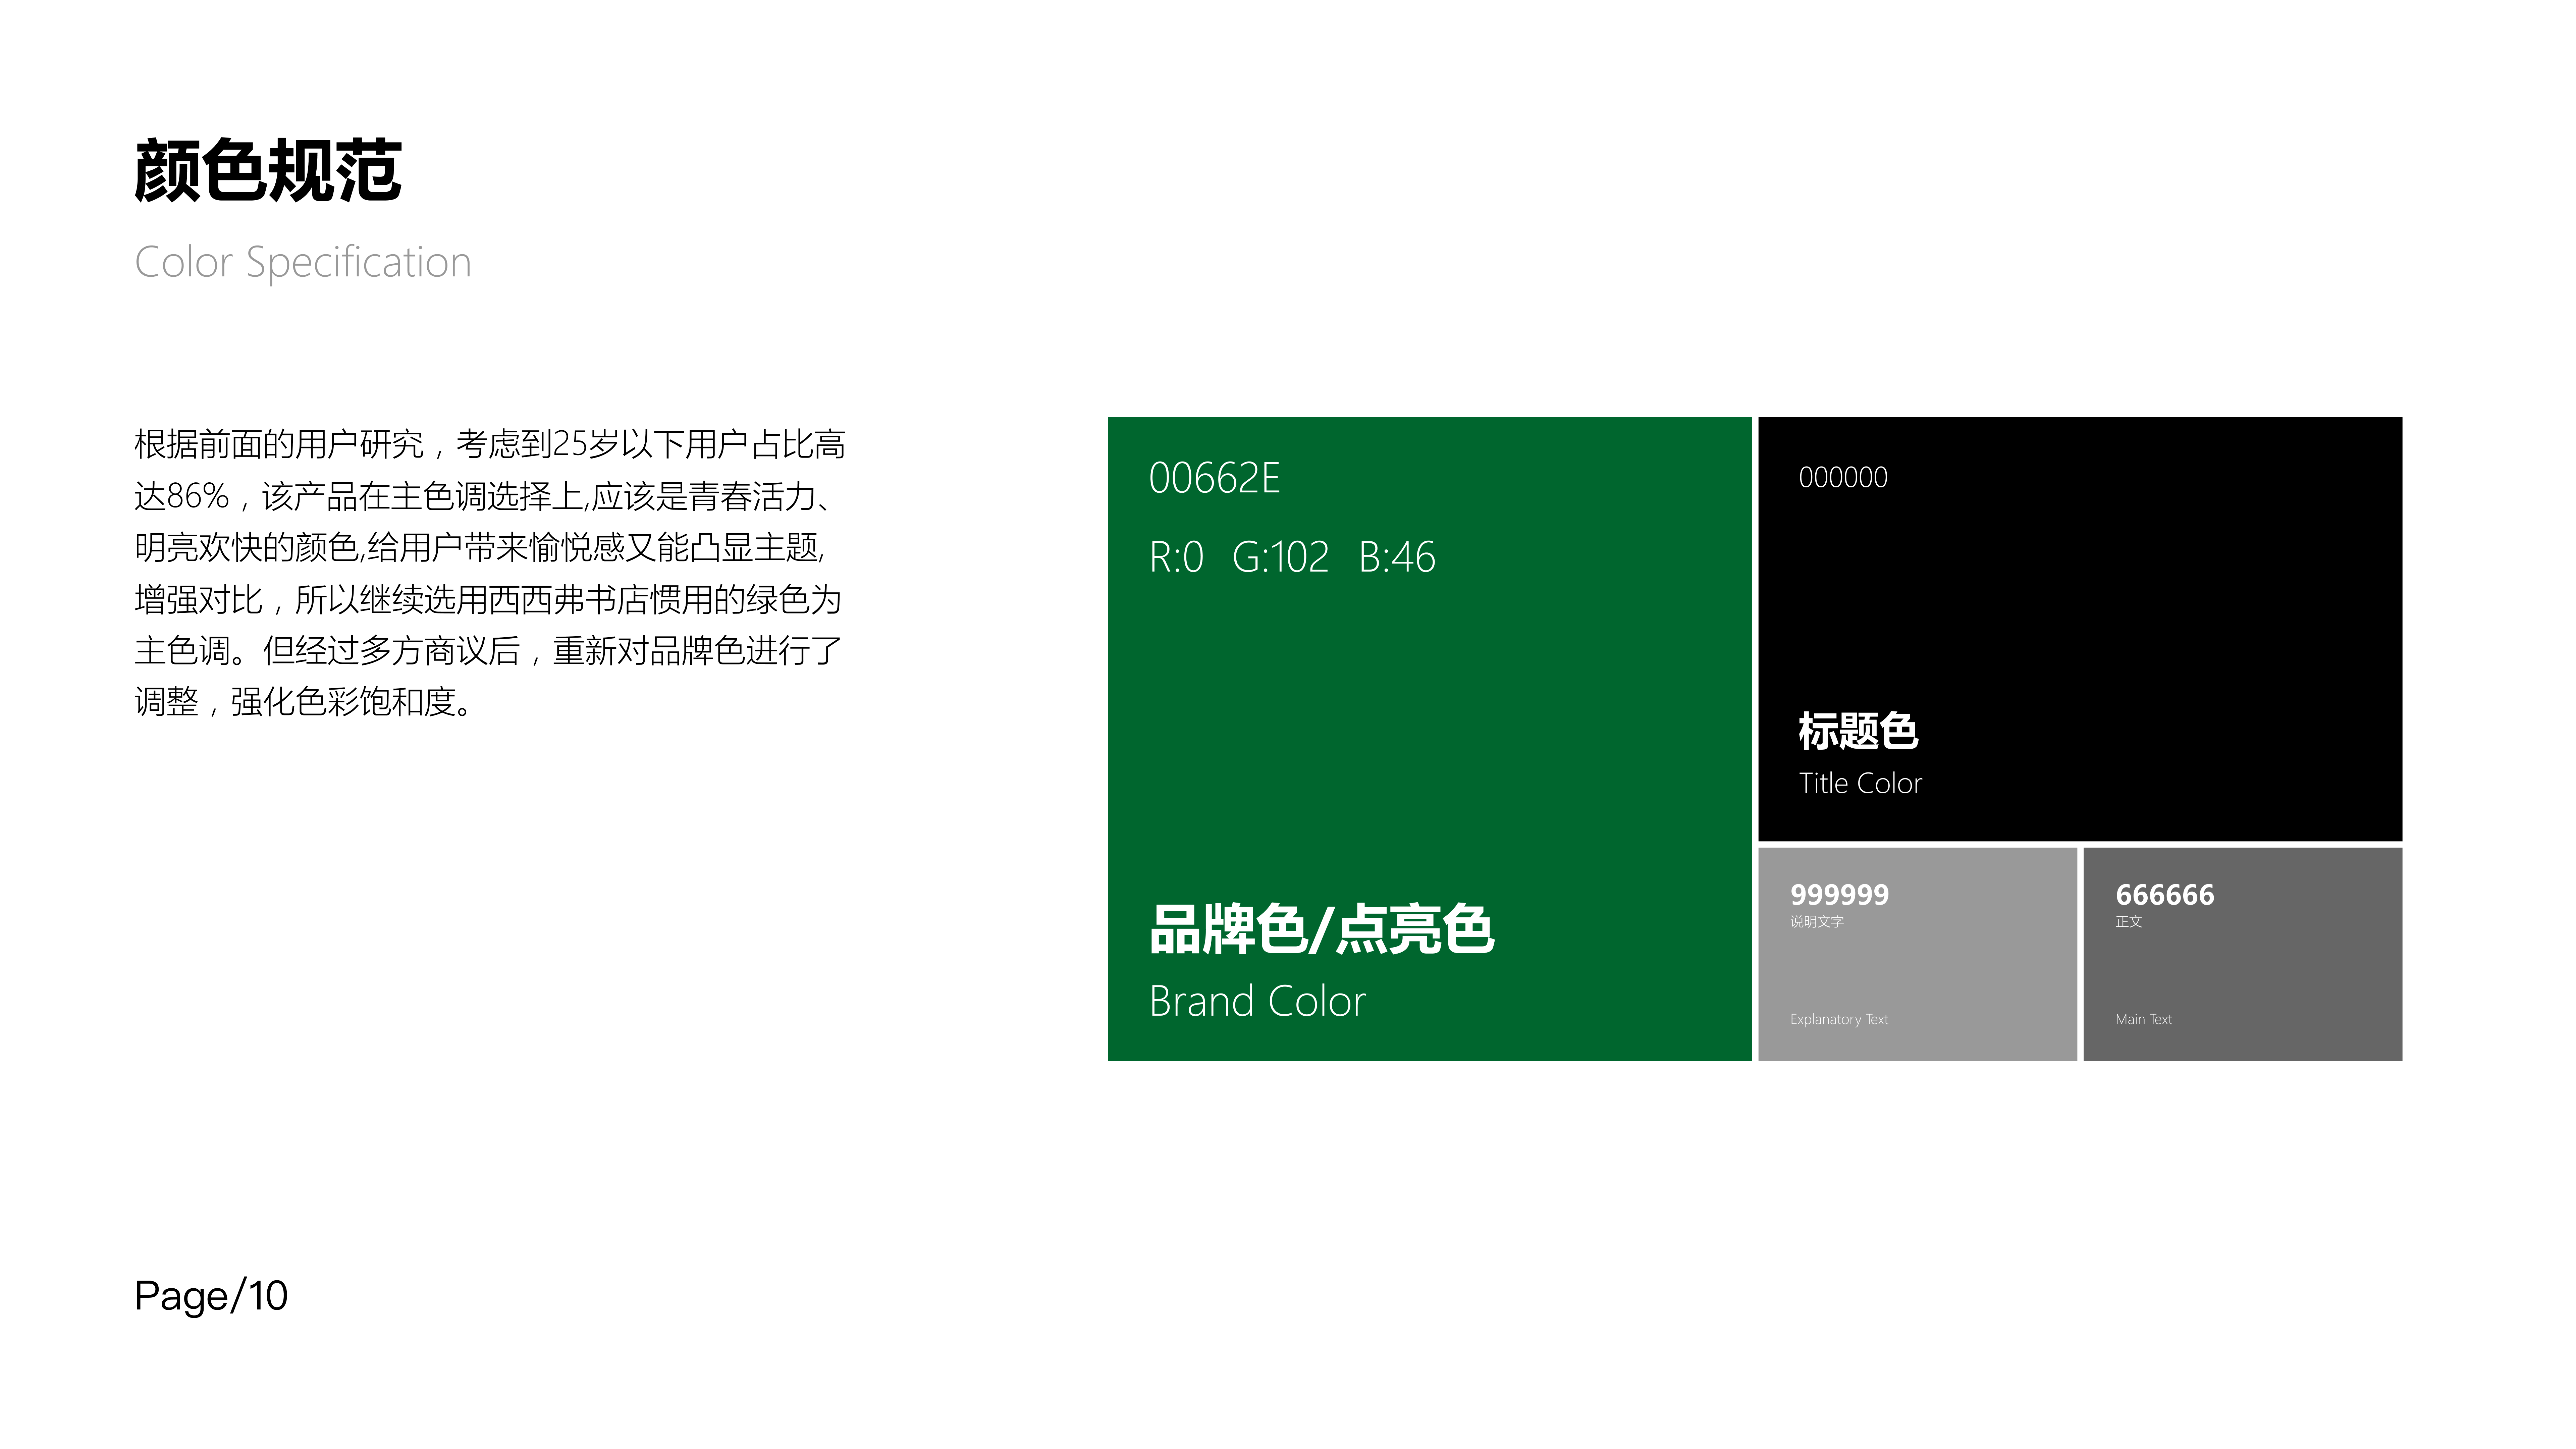 颜色规范
Color Specification
根据前面的用户研究，考虑到25岁以下用户占比高
达86%，该产品在主色调选择上,应该是青春活力、
明亮欢快的颜色,给用户带来愉悦感又能凸显主题,
增强对比，所以继续选用西西弗书店惯用的绿色为
主色调。但经过多方商议后，重新对品牌色进行了
调整，强化色彩饱和度。
00662E
R:0 G:102 B:46
品牌色/点亮色
Brand Color
000000
标题色
Title Color
999999
说明文字
Explanatory Text
666666
正文
Main Text
Page/10